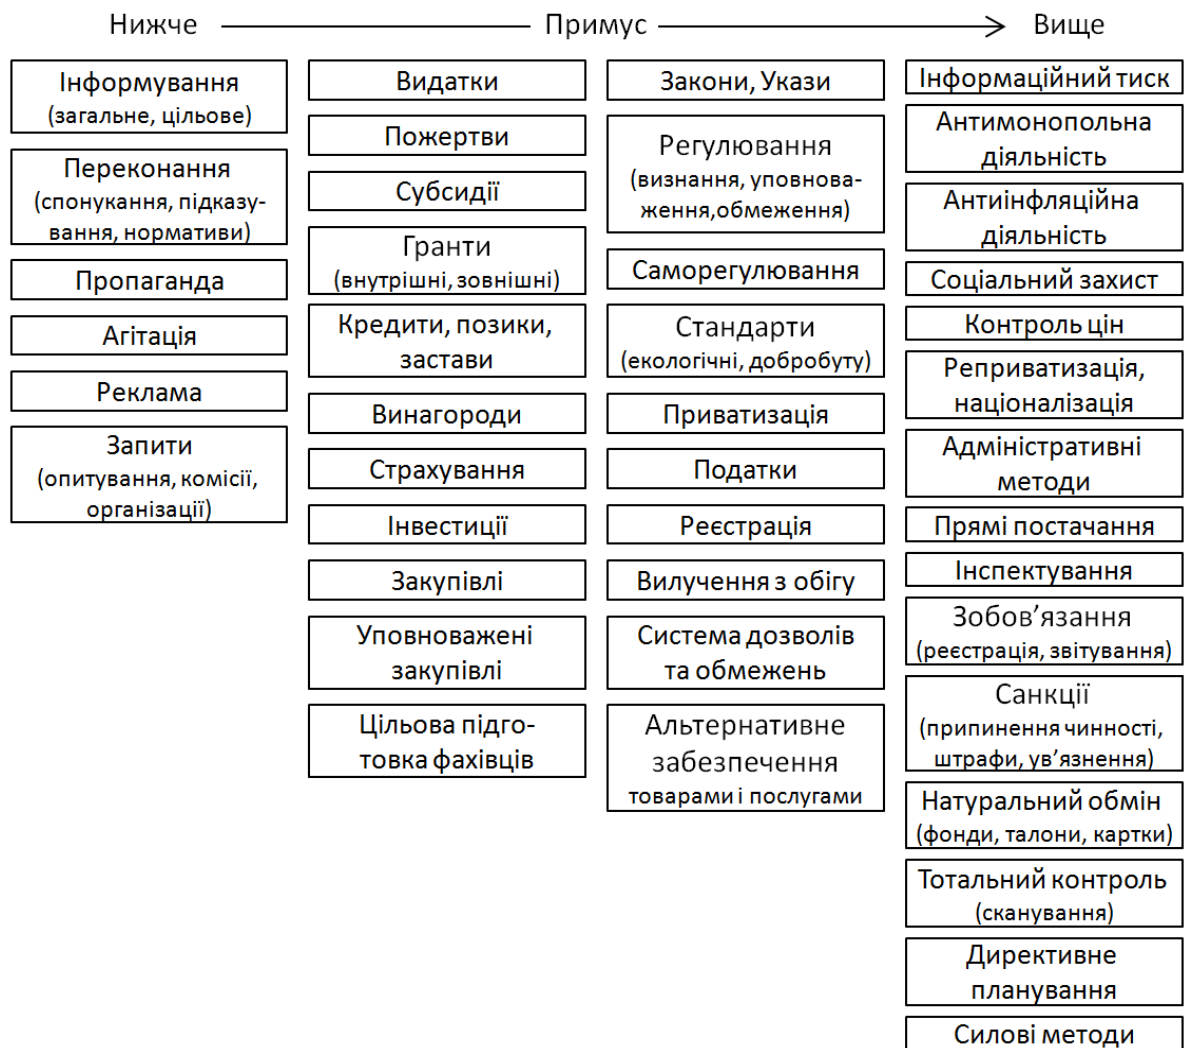 Нижче Примус Вище
Інформування
(загальне, цільове)
Переконання
(спонукання, підказу-
вання, нормативи)
Пропаганда
Агітація
Реклама
Запити
(опитування, комісії,
організації)
Видатки
Пожертви
Субсидії
Гранти
(внутрішні, зовнішні)
Кредити, позики,
застави
Винагороди
Страхування
Інвестиції
Закупівлі
Уповноважені
закупівлі
Цільова підго-
товка фахівців
Закони, Укази
Регулювання
(визнання, уповнова-
ження,обмеження)
Саморегулювання
Стандарти
(екологічні, добробуту)
Приватизація
Податки
Реєстрація
Вилучення з обігу
Система дозволів
та обмежень
Альтернативне
забезпечення
товарами і послугами
Інформаційний тиск
Антимонопольна
діяльність
Антиінфляційна
діяльність
Соціальний захист
Контроль цін
Реприватизація,
націоналізація
Адміністративні
методи
Прямі постачання
Інспектування
Зобов’язання
(реєстрація, звітування)
Санкції
(припинення чинності,
штрафи, ув’язнення)
Натуральний обмін
(фонди, талони, картки)
Тотальний контроль
(сканування)
Директивне
планування
Силові методи